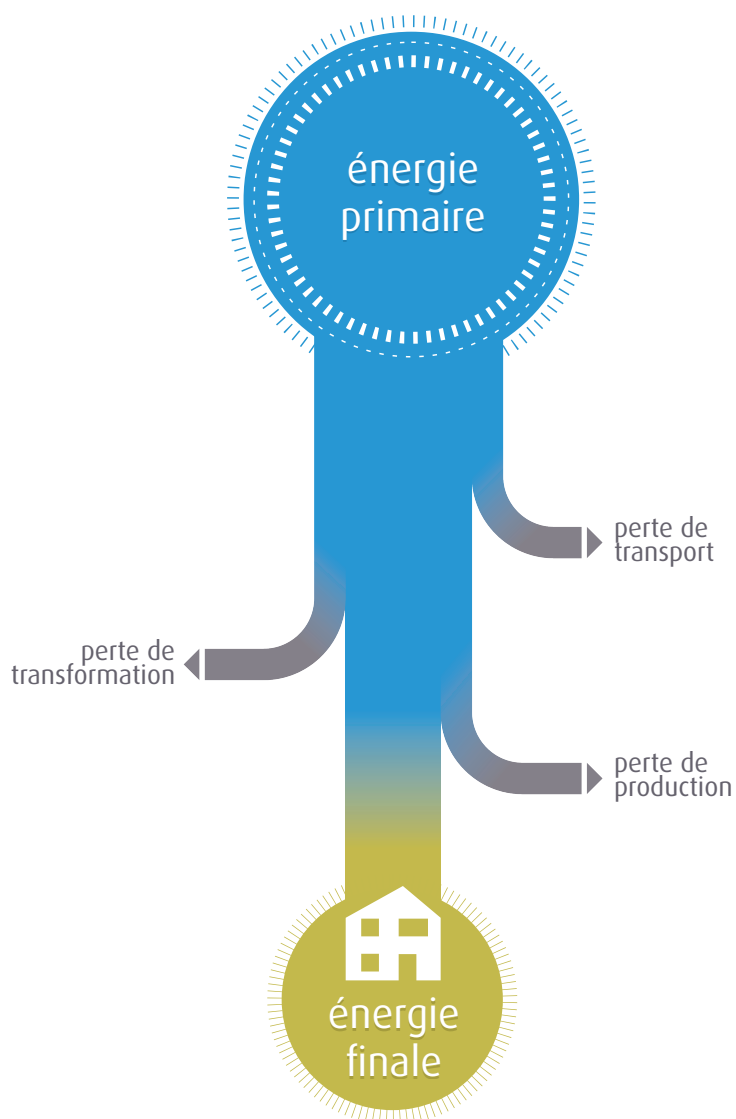 énergie
primaire
perte de
transport
perte de
transformation
perte de
production
énergie
finale